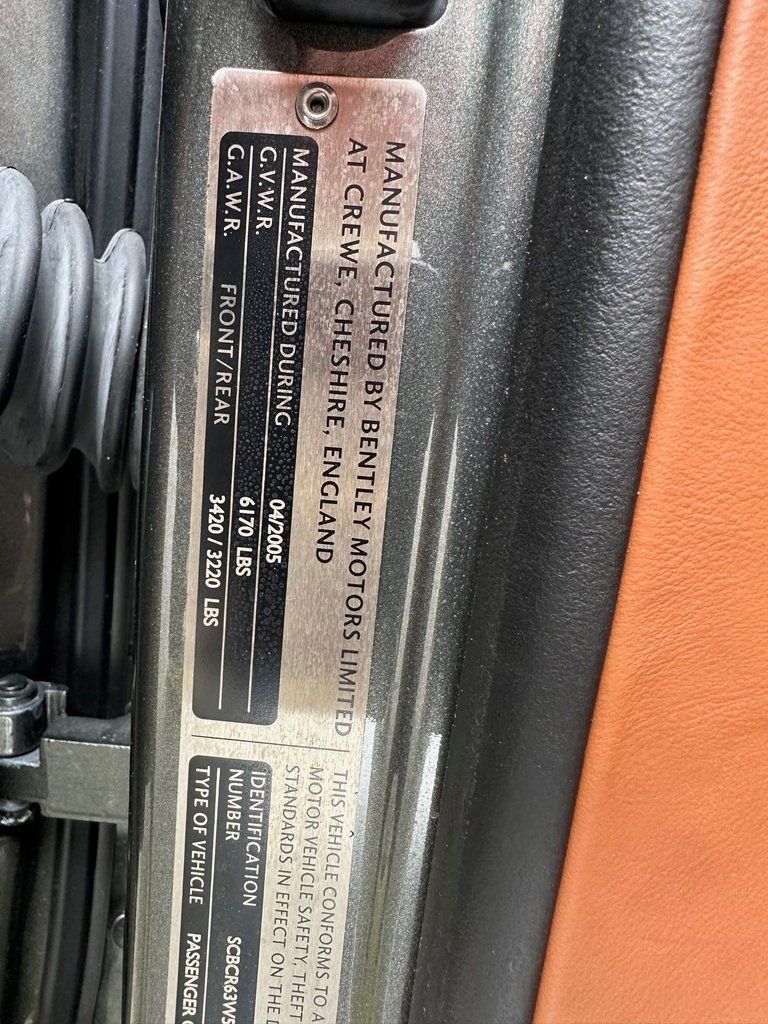 MANUFACTURED BY BENTLEY MOTORS LIMITED
AT CREWE, CHESHIRE, ENGLAND
MANUFACTURED DURING 04/2005
G.V.W.R. 6170 LBS
G.A.W.R. FRONT/REAR 3420 / 3220 LBS
THIS VEHICLE CONFORMS TO A
MOTOR VEHICLE SAFETY, THEFT
STANDARDS IN EFFECT ON THE
IDENTIFICATION
NUMBER SCBCR63W5
TYPE OF VEHICLE PASSENGER